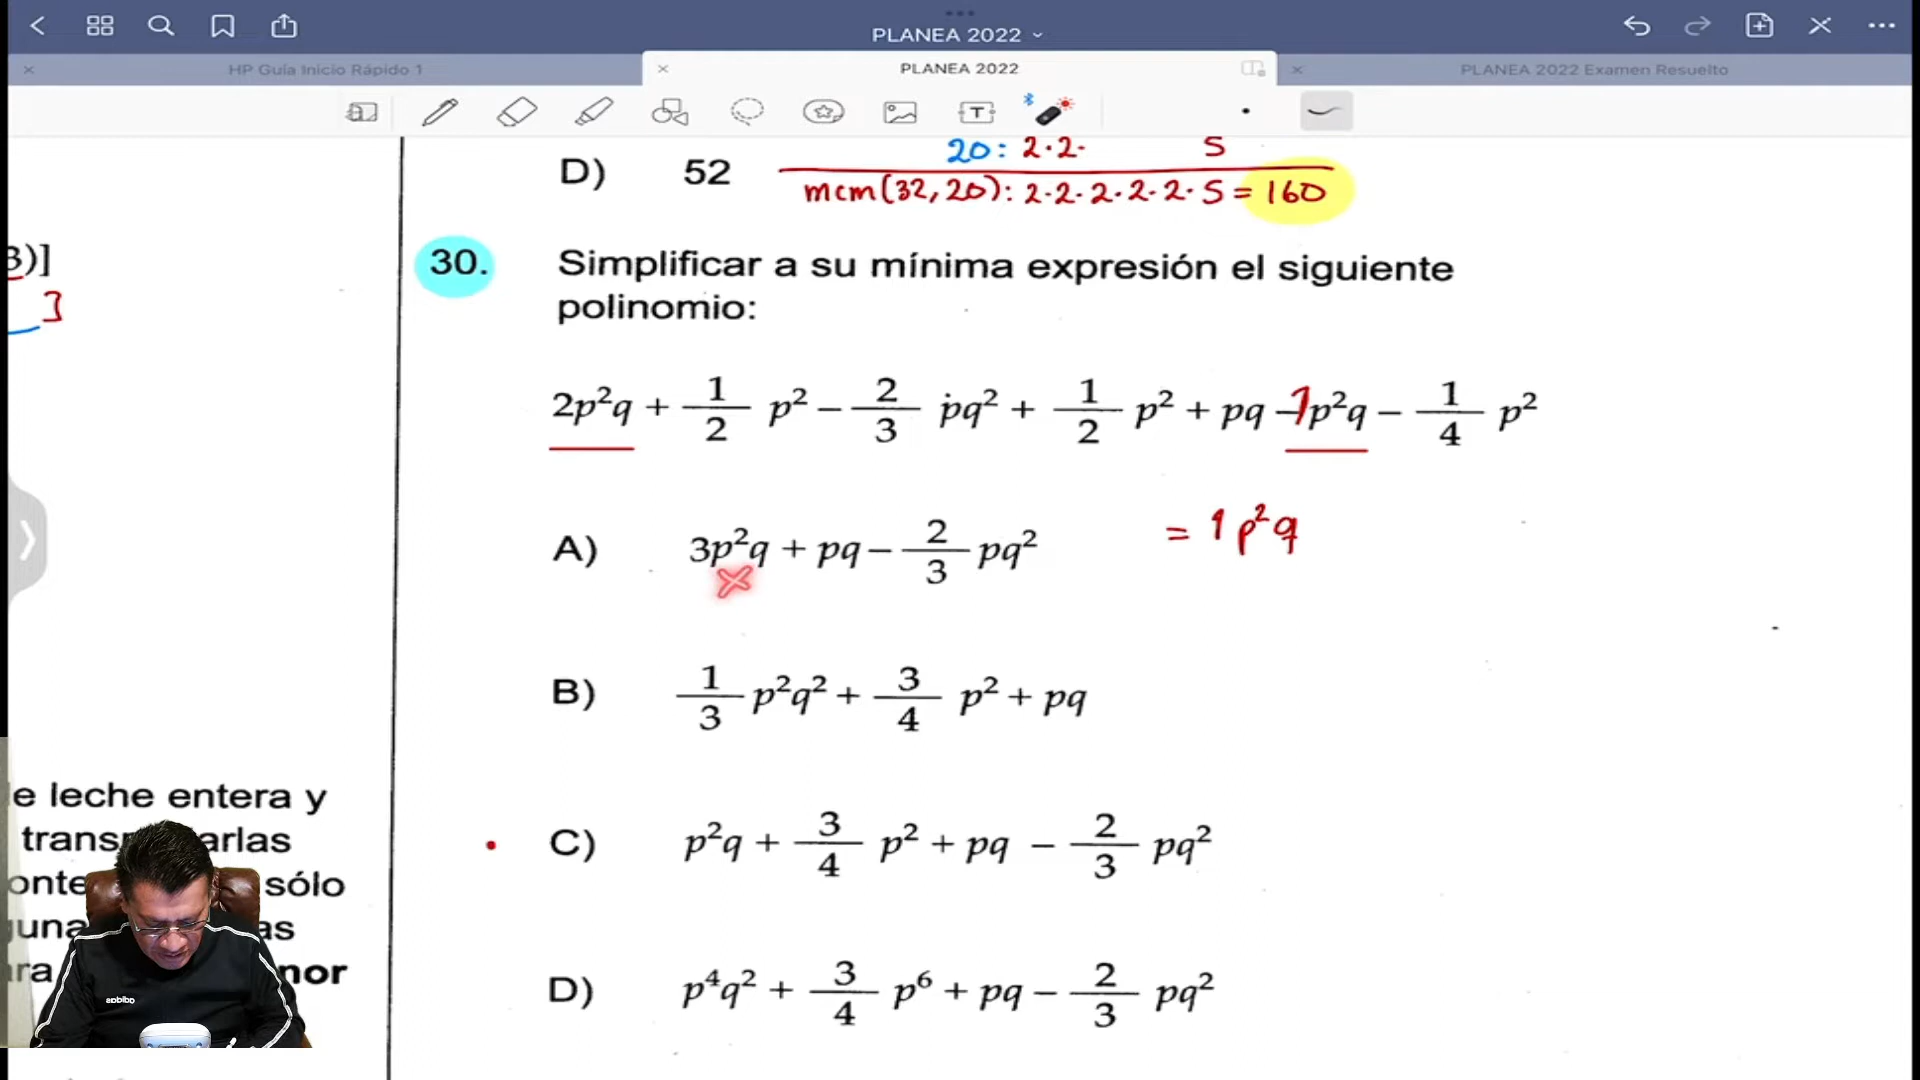 PLANEA 2022
HP Guía Inicio Rápido 1
PLANEA 2022
PLANEA 2022 Examen Resuelto
T
20: 2·2· 5
D) 52
mcm(32,20): 2·2·2·2·2·5 = 160
3)]
]
30. Simplificar a su mínima expresión el siguiente
polinomio:
2p²q + 1/2 p² − 2/3 pq² + 1/2 p² + pq − 1p²q − 1/4 p²
A) 3p²q + pq − 2/3 pq²
= 1p²q
B) 1/3 p²q² + 3/4 p² + pq
C) p²q + 3/4 p² + pq − 2/3 pq²
D) p⁴q² + 3/4 p⁶ + pq − 2/3 pq²
e leche entera y
sólo
as
nor
adidas